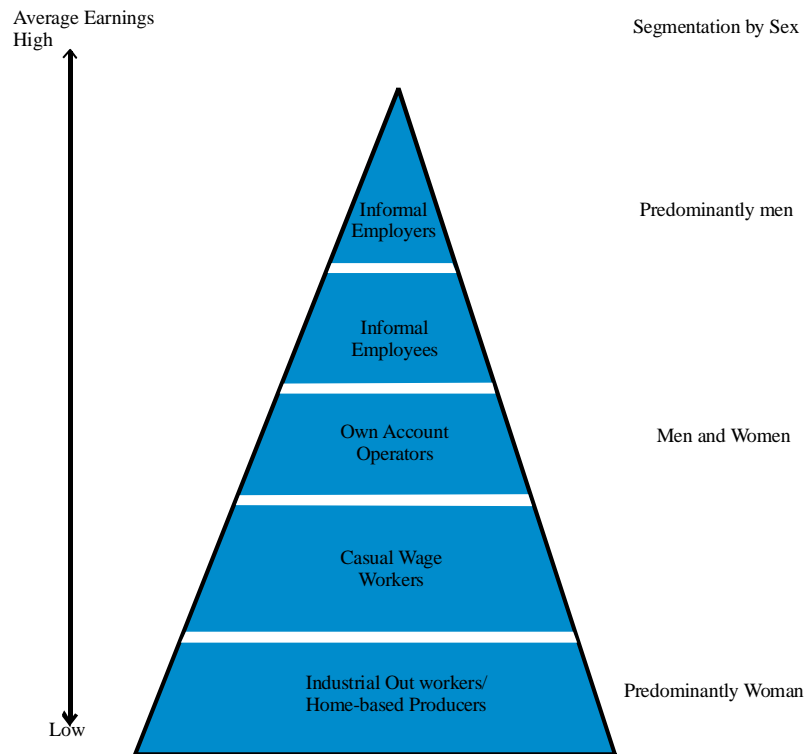 Average Earnings
High
Segmentation by Sex
Informal
Employers
Predominantly men
Informal
Employees
Own Account
Operators
Men and Women
Casual Wage
Workers
Industrial Out workers/
Home-based Producers
Predominantly Woman
Low